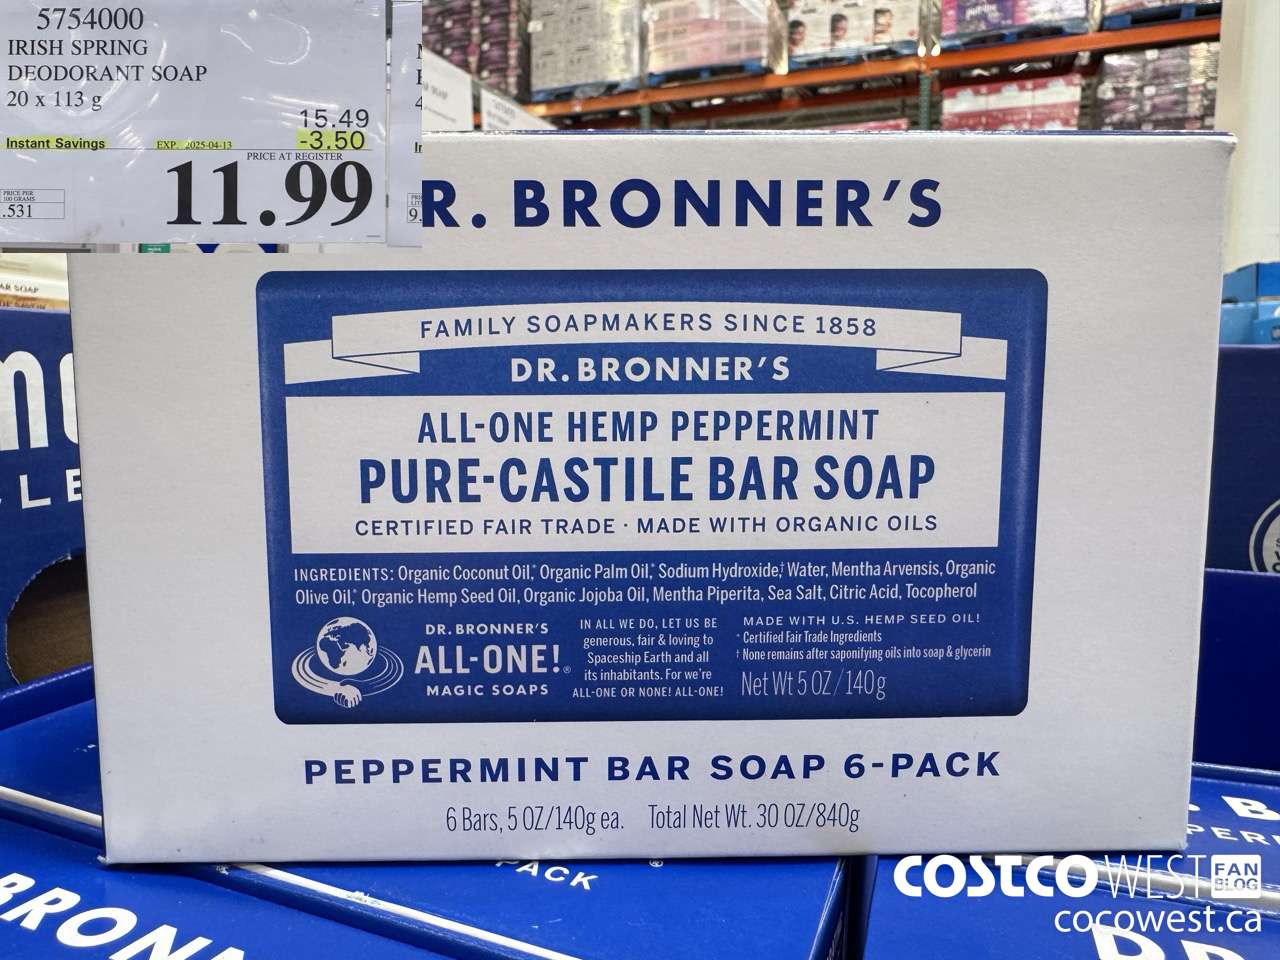 5754000
IRISH SPRING
DEODORANT SOAP
20 x 113 g
15.49
Instant Savings EXP. 2025-04-13 -3.50
PRICE AT REGISTER
11.99
PRICE PER
100 GRAMS
.531
9.
R. BRONNER'S
FAMILY SOAPMAKERS SINCE 1858
DR. BRONNER'S
ALL-ONE HEMP PEPPERMINT
PURE-CASTILE BAR SOAP
CERTIFIED FAIR TRADE · MADE WITH ORGANIC OILS
INGREDIENTS: Organic Coconut Oil,* Organic Palm Oil,* Sodium Hydroxide,† Water, Mentha Arvensis, Organic
Olive Oil,* Organic Hemp Seed Oil, Organic Jojoba Oil, Mentha Piperita, Sea Salt, Citric Acid, Tocopherol
DR. BRONNER'S
ALL-ONE!®
MAGIC SOAPS
IN ALL WE DO, LET US BE
generous, fair & loving to
Spaceship Earth and all
its inhabitants. For we're
ALL-ONE OR NONE! ALL-ONE!
MADE WITH U.S. HEMP SEED OIL!
* Certified Fair Trade Ingredients
† None remains after saponifying oils into soap & glycerin
Net Wt 5 OZ / 140g
PEPPERMINT BAR SOAP 6-PACK
6 Bars, 5 OZ/140g ea. Total Net Wt. 30 OZ/840g
PACK
BRONN
B
PER
COSTCO WEST FAN BLOG
cocowest.ca